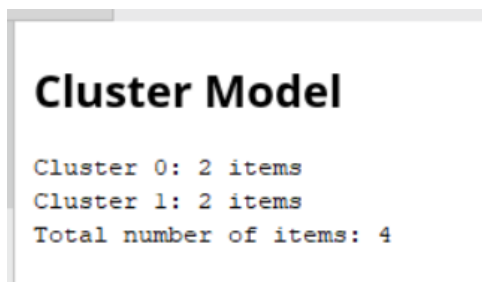 Cluster Model
Cluster 0: 2 items
Cluster 1: 2 items
Total number of items: 4